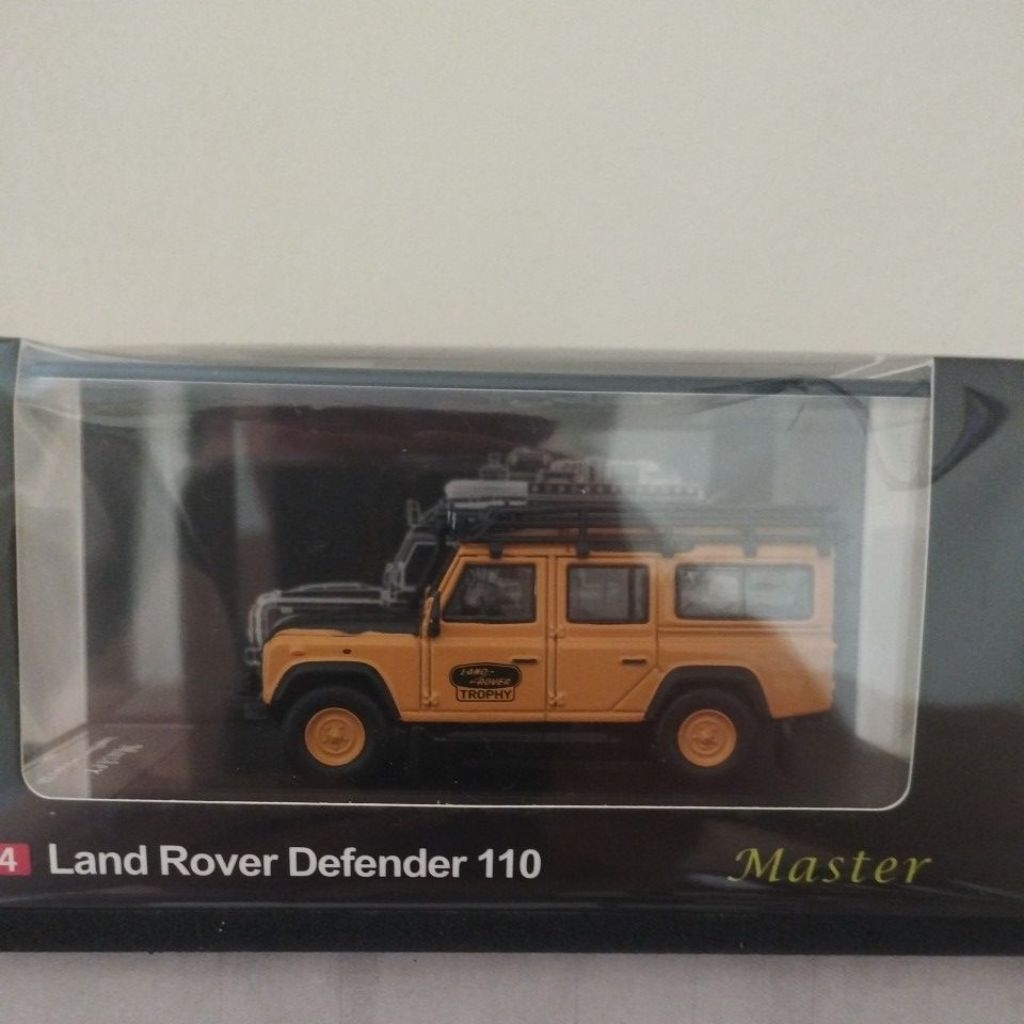 LAND-
-ROVER
TROPHY
4 Land Rover Defender 110
Master